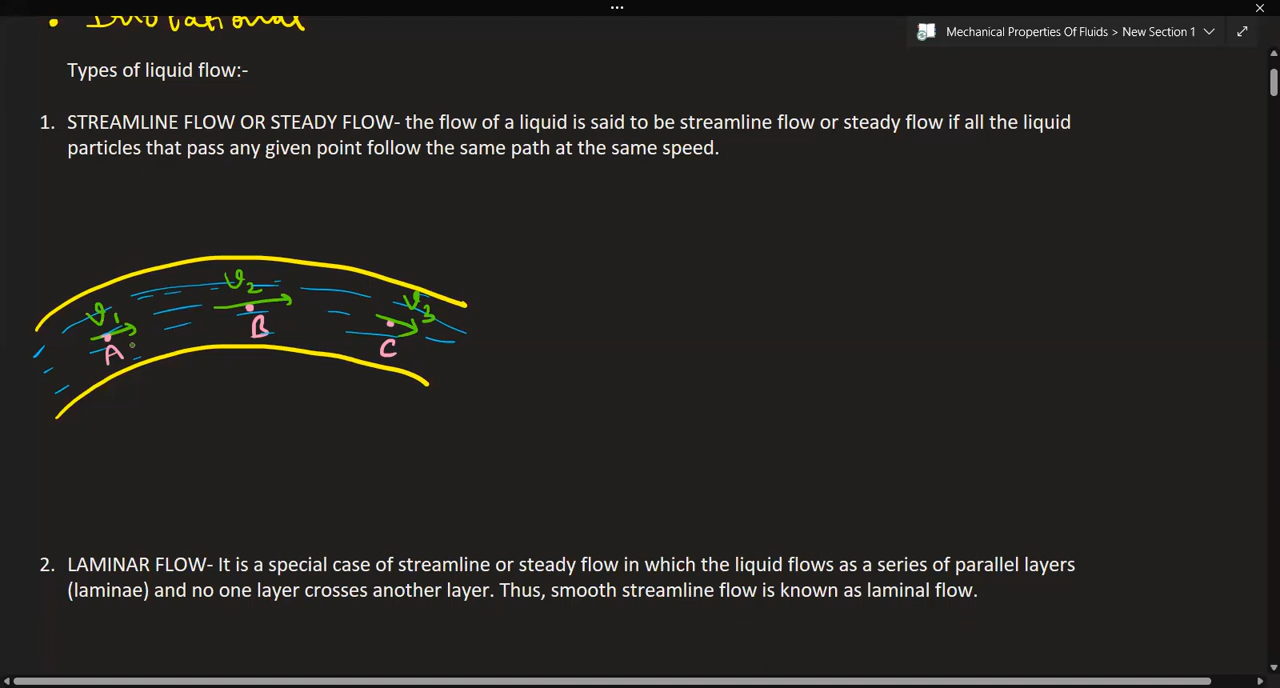 Mechanical Properties Of Fluids > New Section 1
Types of liquid flow:-
1. STREAMLINE FLOW OR STEADY FLOW- the flow of a liquid is said to be streamline flow or steady flow if all the liquid
particles that pass any given point follow the same path at the same speed.
v1 v2 v3
A B C
2. LAMINAR FLOW- It is a special case of streamline or steady flow in which the liquid flows as a series of parallel layers
(laminae) and no one layer crosses another layer. Thus, smooth streamline flow is known as laminal flow.